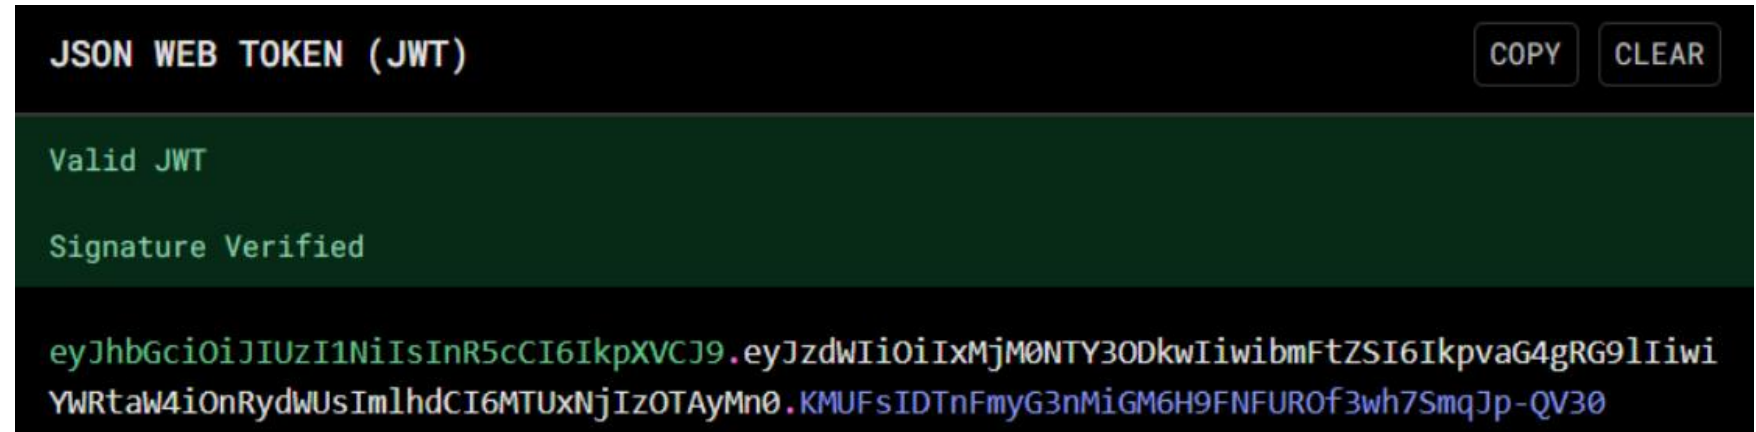 JSON WEB TOKEN (JWT)
COPY
CLEAR
Valid JWT
Signature Verified
eyJhbGciOiJIUzI1NiIsInR5cCI6IkpXVCJ9.eyJzdWIiOiIxMjM0NTY3ODkwIiwibmFtZSI6IkpvaG4gRG9lIiwi
YWRtaW4iOnRydWUsImlhdCI6MTUxNjIzOTAyMn0.KMUFsIDTnFmyG3nMiGM6H9FNFUROf3wh7SmqJp-QV30